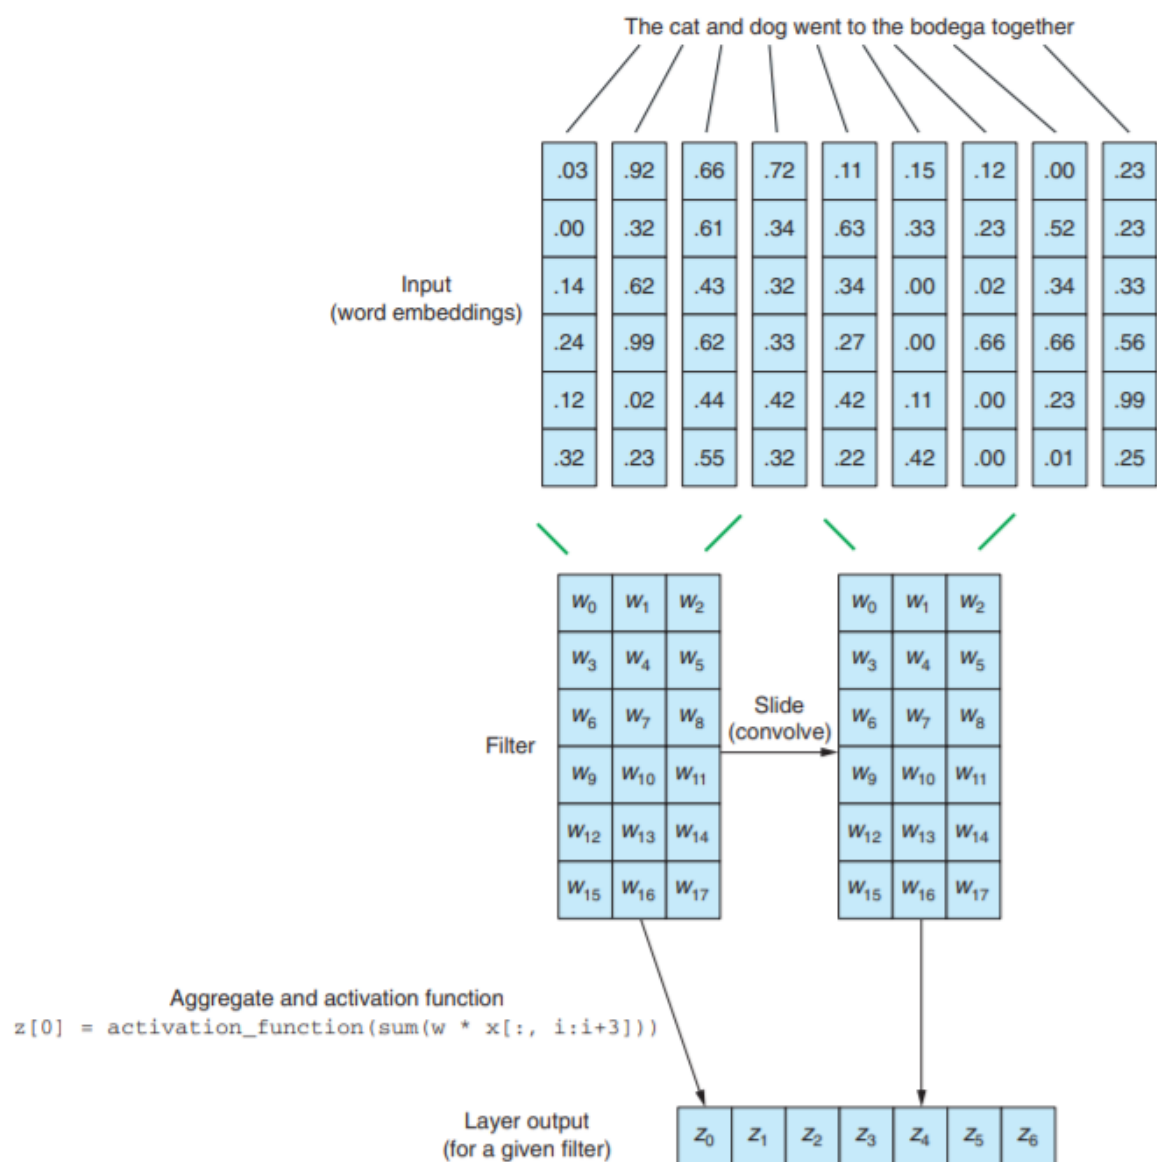 The cat and dog went to the bodega together
.03 .92 .66 .72 .11 .15 .12 .00 .23
.00 .32 .61 .34 .63 .33 .23 .52 .23
.14 .62 .43 .32 .34 .00 .02 .34 .33
Input
(word embeddings)
.24 .99 .62 .33 .27 .00 .66 .66 .56
.12 .02 .44 .42 .42 .11 .00 .23 .99
.32 .23 .55 .32 .22 .42 .00 .01 .25
w0 w1 w2 w0 w1 w2
w3 w4 w5 w3 w4 w5
w6 w7 w8 w6 w7 w8
Slide
(convolve)
Filter
w9 w10 w11 w9 w10 w11
w12 w13 w14 w12 w13 w14
w15 w16 w17 w15 w16 w17
Aggregate and activation function
z[0] = activation_function(sum(w * x[:, i:i+3]))
Layer output
(for a given filter)
z0 z1 z2 z3 z4 z5 z6